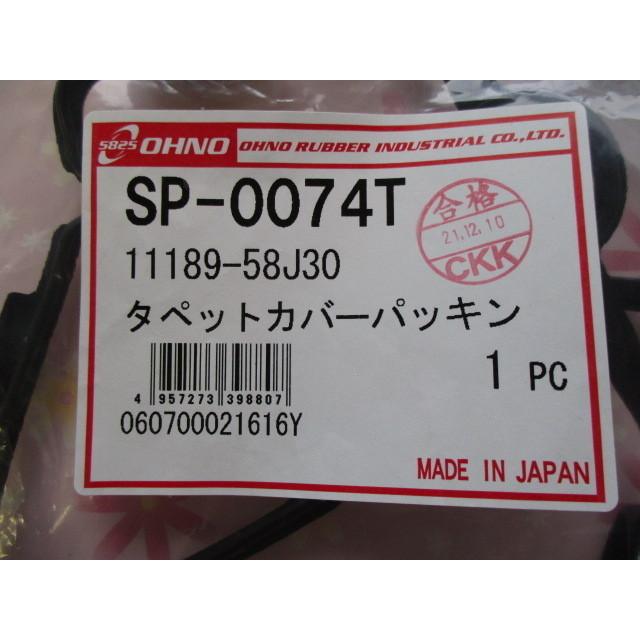 5825 OHNO OHNO RUBBER INDUSTRIAL CO.,LTD.
SP-0074T
合格
21.12.10
CKK
11189-58J30
タペットカバーパッキン
1 PC
4 957273 398807
060700021616Y
MADE IN JAPAN